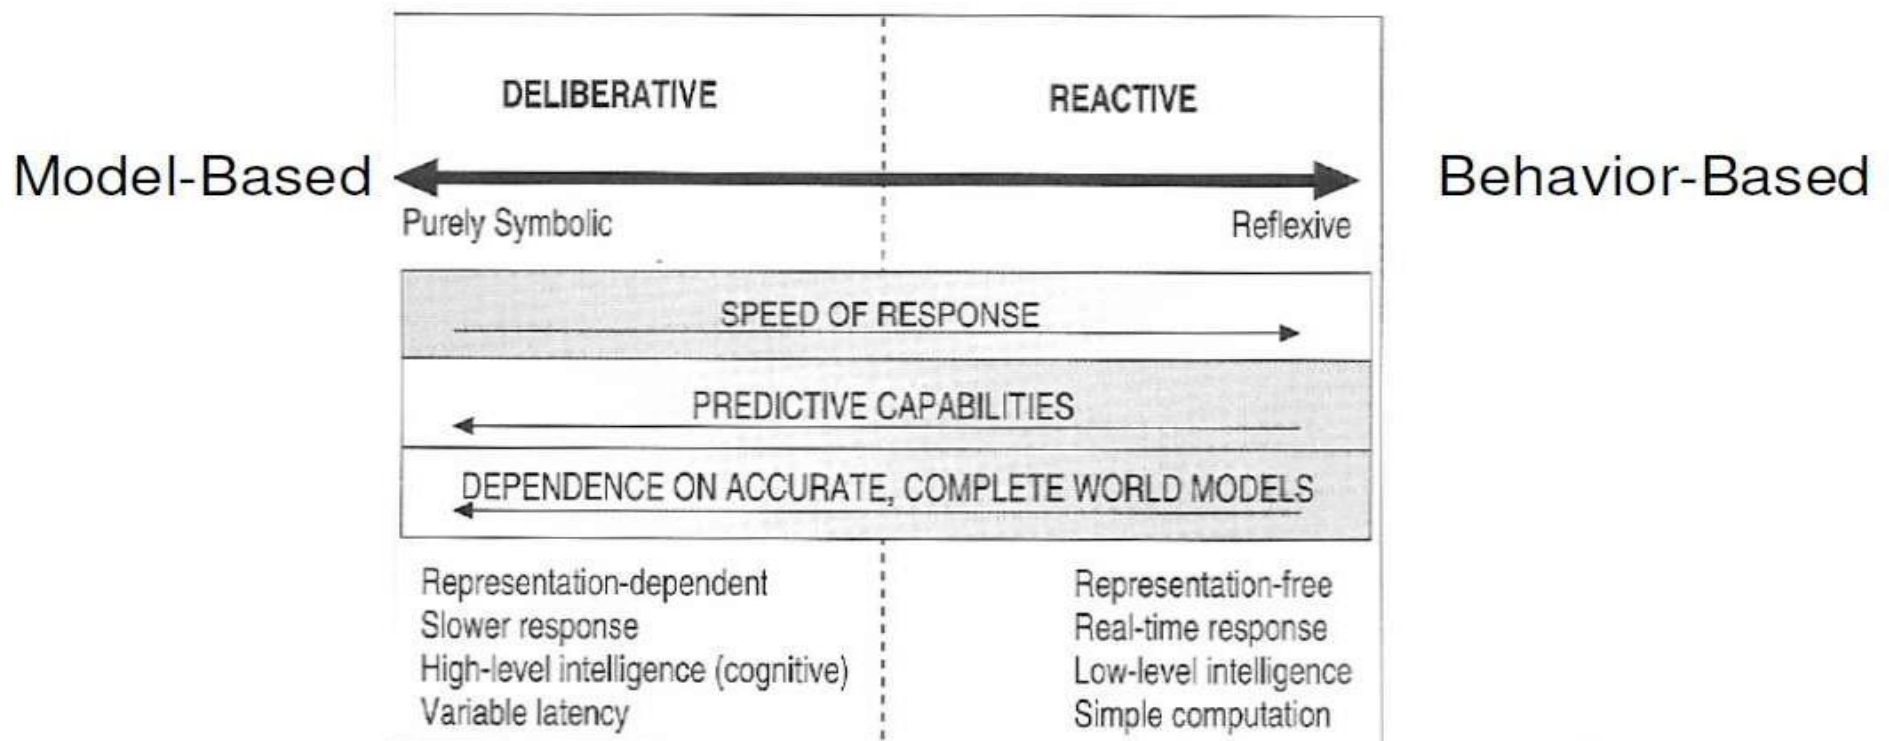 DELIBERATIVE
REACTIVE
Model-Based
Behavior-Based
Purely Symbolic
Reflexive
SPEED OF RESPONSE
PREDICTIVE CAPABILITIES
DEPENDENCE ON ACCURATE, COMPLETE WORLD MODELS
Representation-dependent
Slower response
High-level intelligence (cognitive)
Variable latency
Representation-free
Real-time response
Low-level intelligence
Simple computation